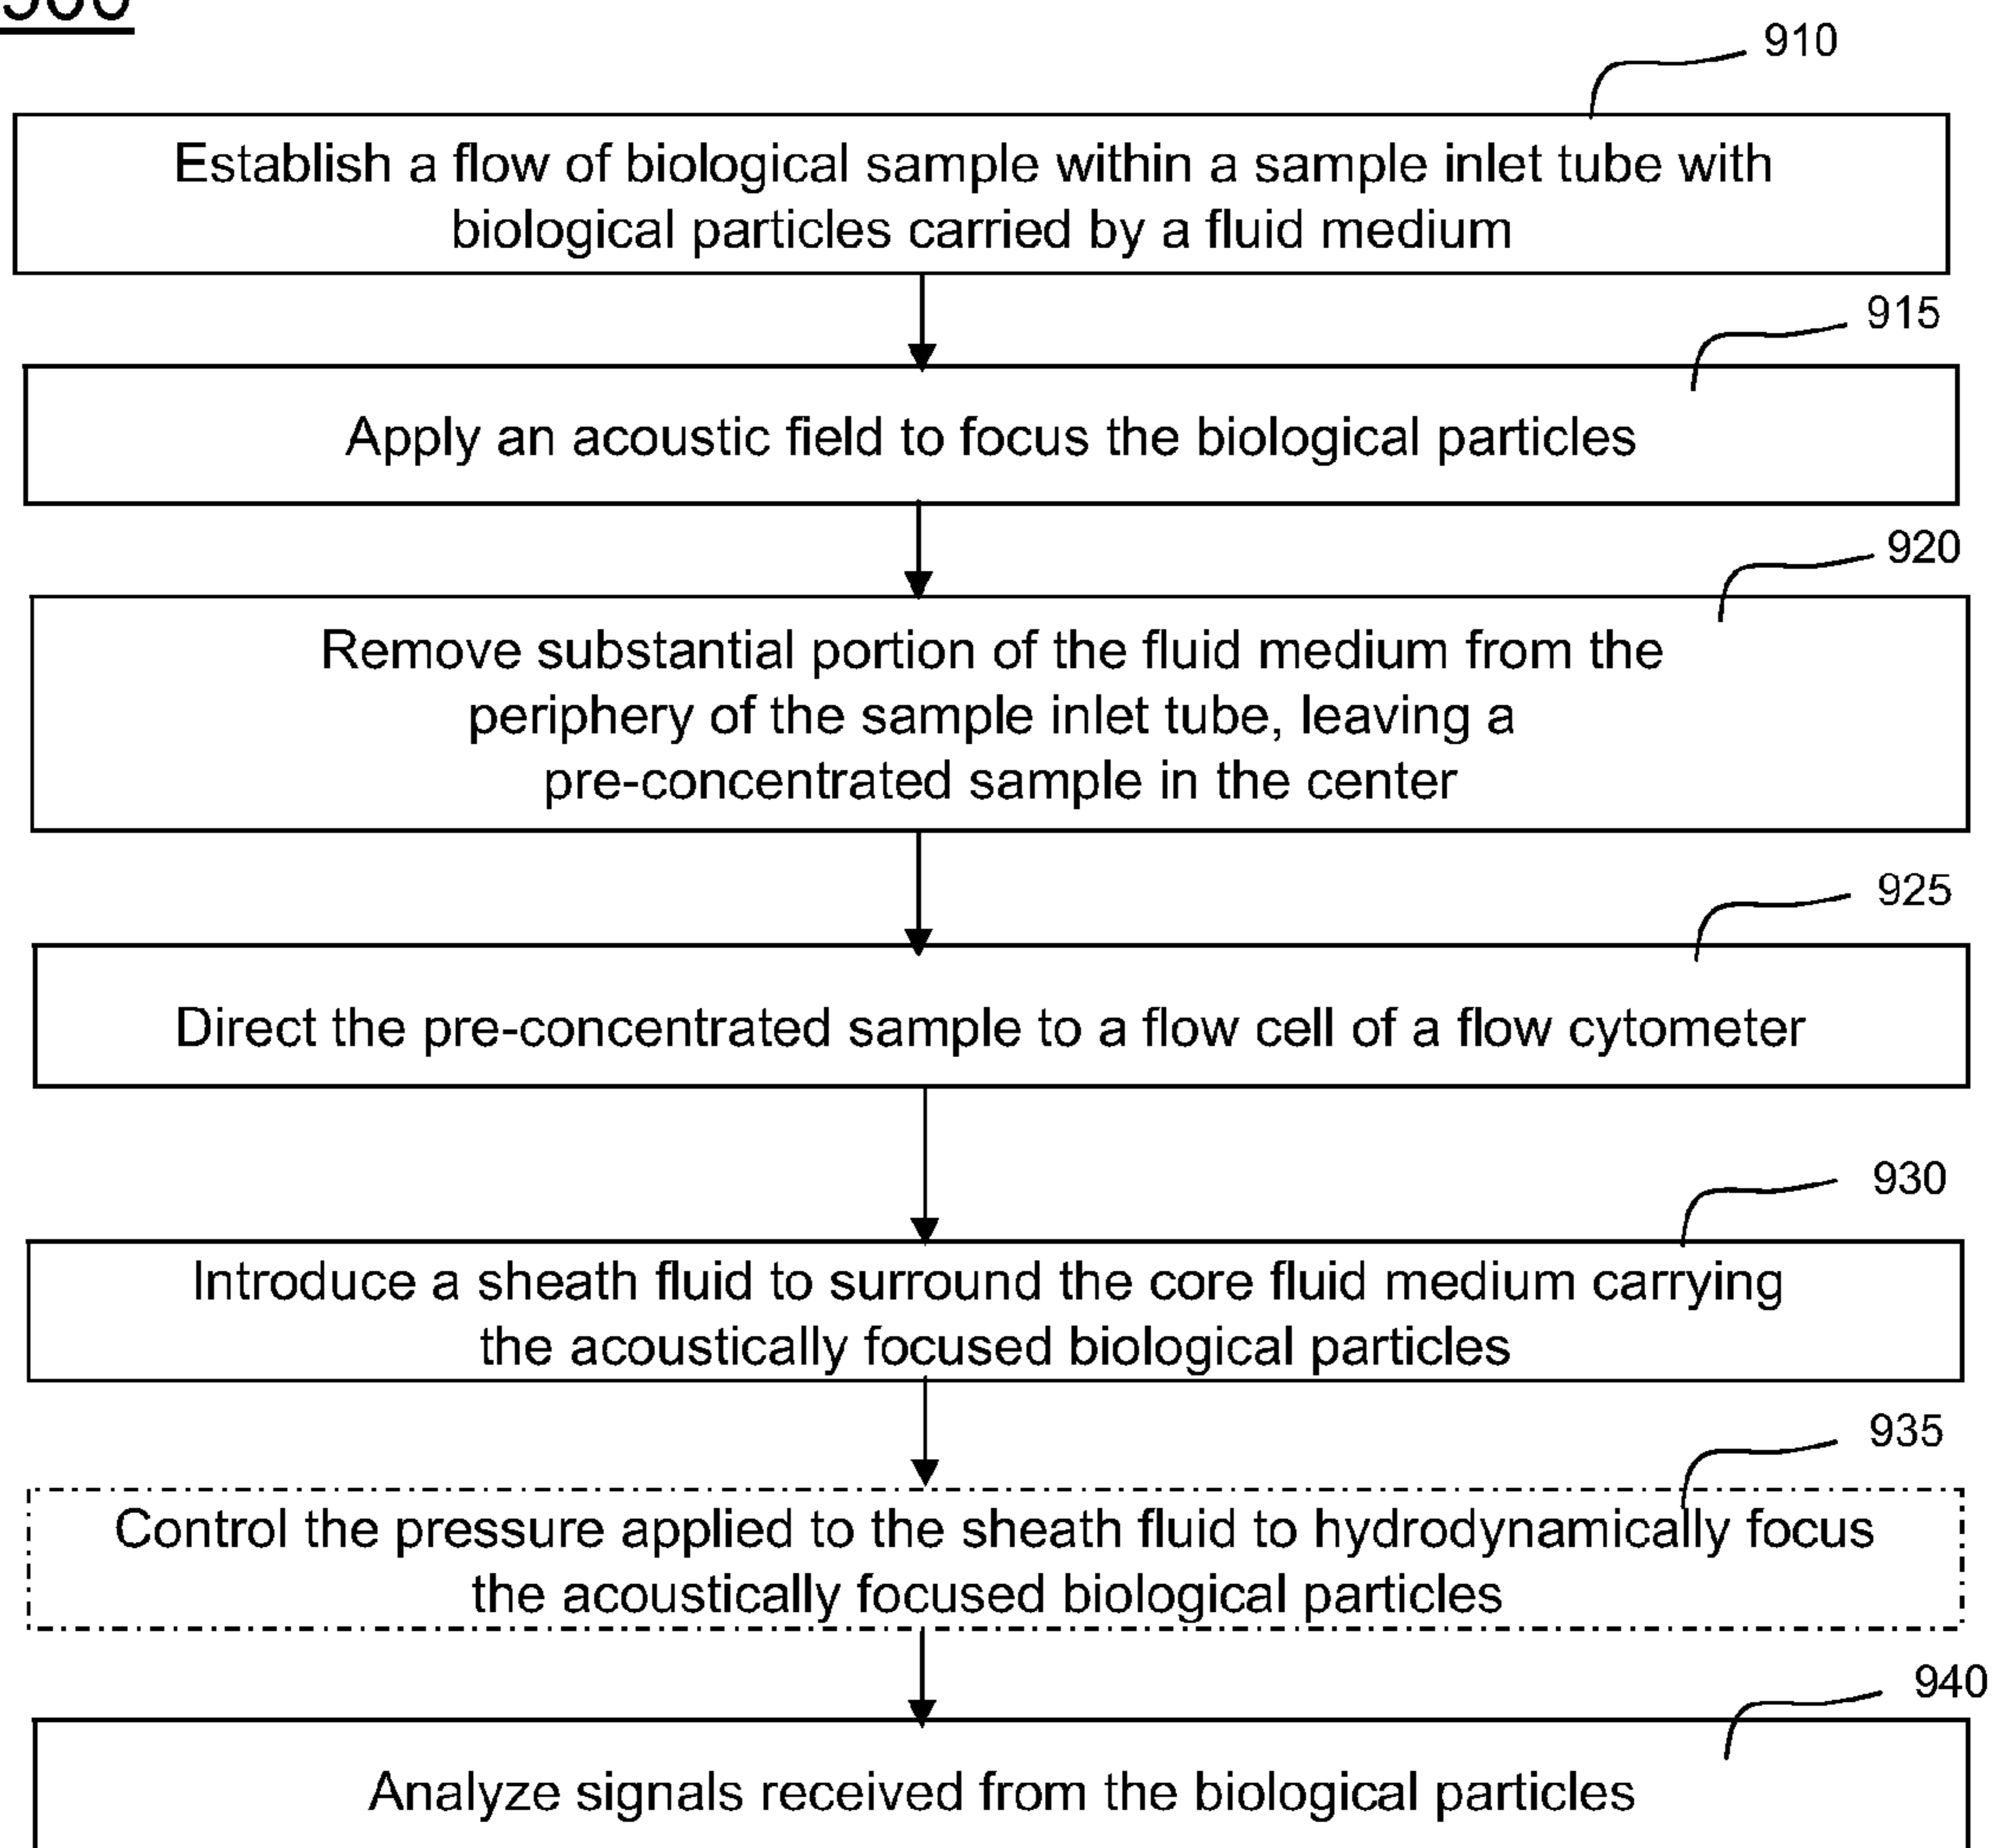 910
Establish a flow of biological sample within a sample inlet tube with
biological particles carried by a fluid medium
915
Apply an acoustic field to focus the biological particles
920
Remove substantial portion of the fluid medium from the
periphery of the sample inlet tube, leaving a
pre-concentrated sample in the center
925
Direct the pre-concentrated sample to a flow cell of a flow cytometer
930
Introduce a sheath fluid to surround the core fluid medium carrying
the acoustically focused biological particles
935
Control the pressure applied to the sheath fluid to hydrodynamically focus
the acoustically focused biological particles
940
Analyze signals received from the biological particles